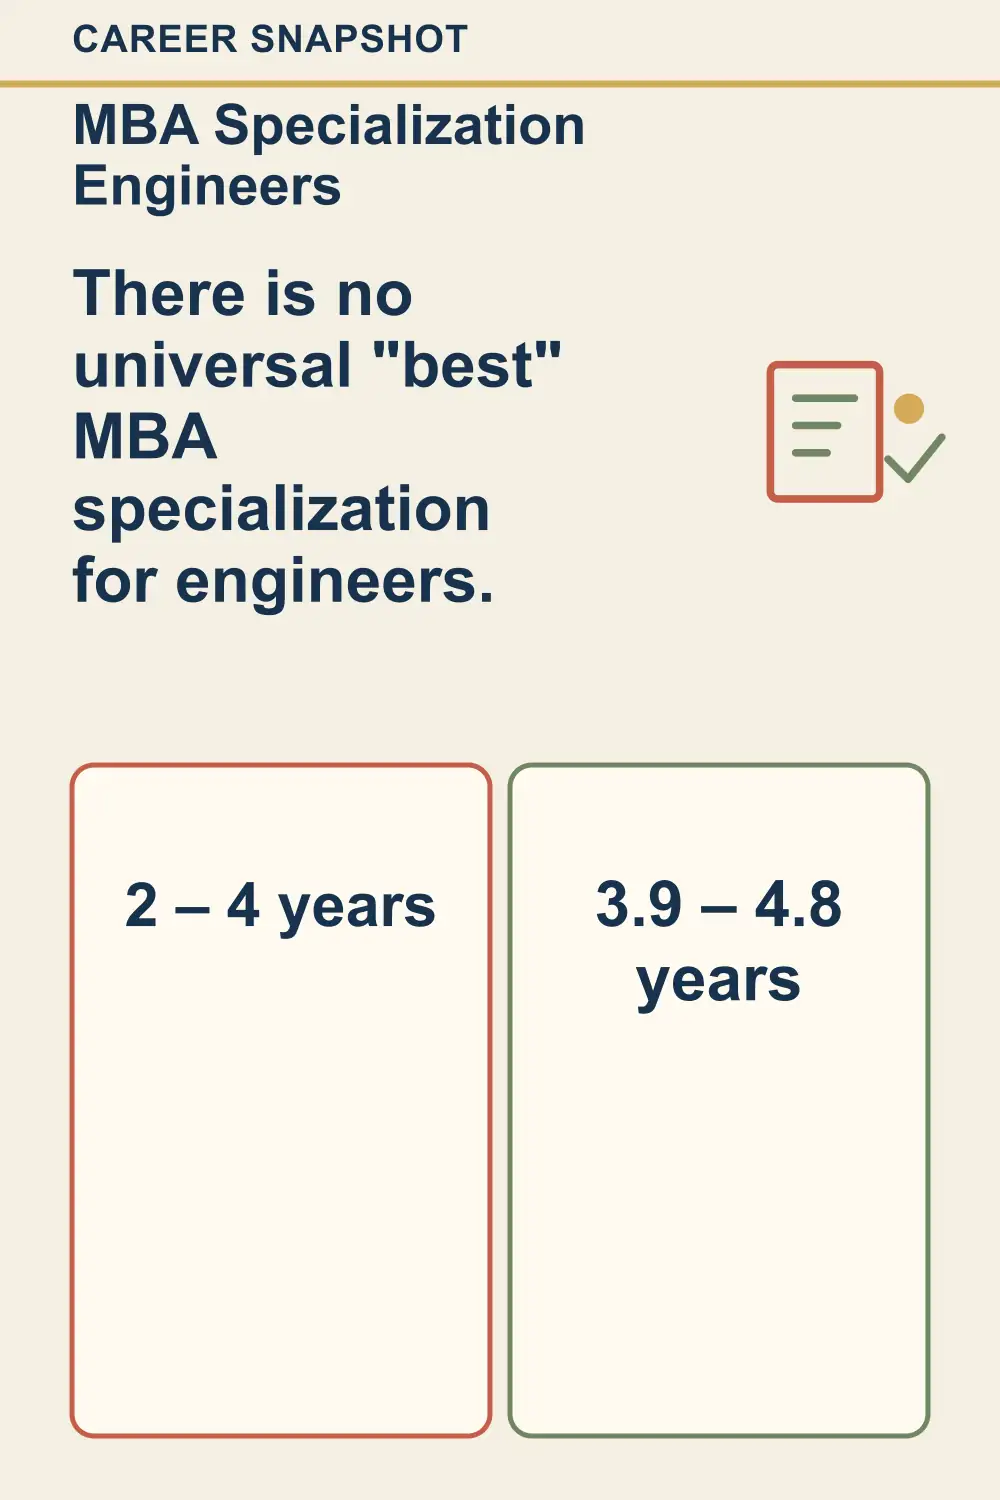 CAREER SNAPSHOT
MBA Specialization
Engineers
There is no
universal "best"
MBA
specialization
for engineers.
2 – 4 years
3.9 – 4.8
years